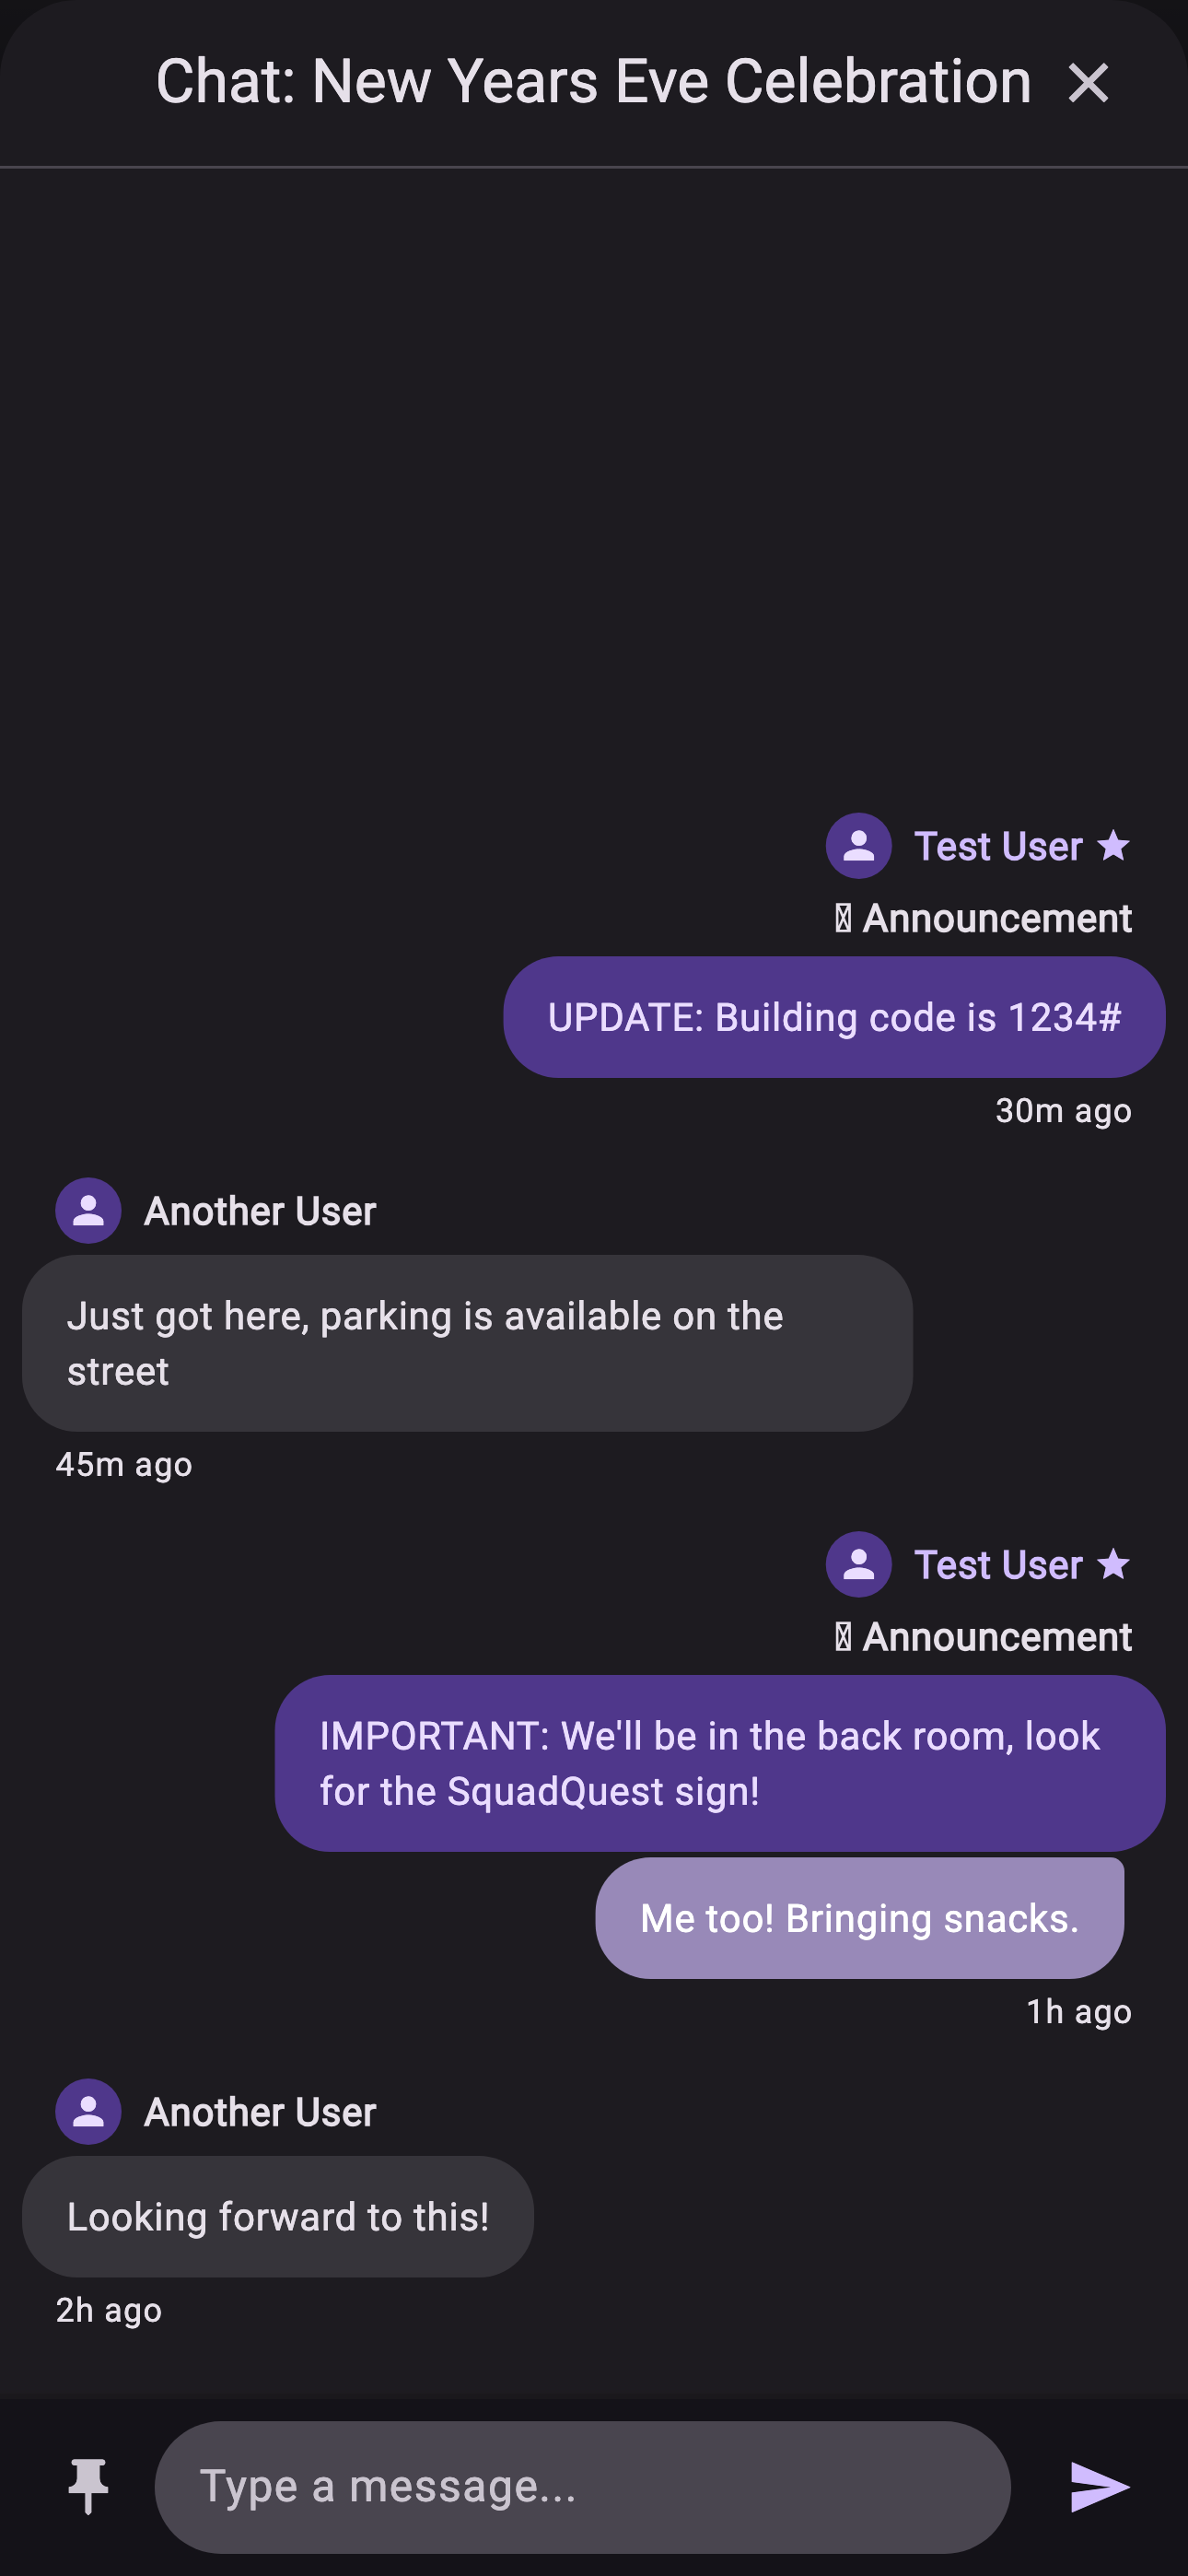 Chat: New Years Eve Celebration
Test User
Announcement
UPDATE: Building code is 1234#
30m ago
Another User
Just got here, parking is available on the
street
45m ago
Test User
Announcement
IMPORTANT: We'll be in the back room, look
for the SquadQuest sign!
Me too! Bringing snacks.
1h ago
Another User
Looking forward to this!
2h ago
Type a message...